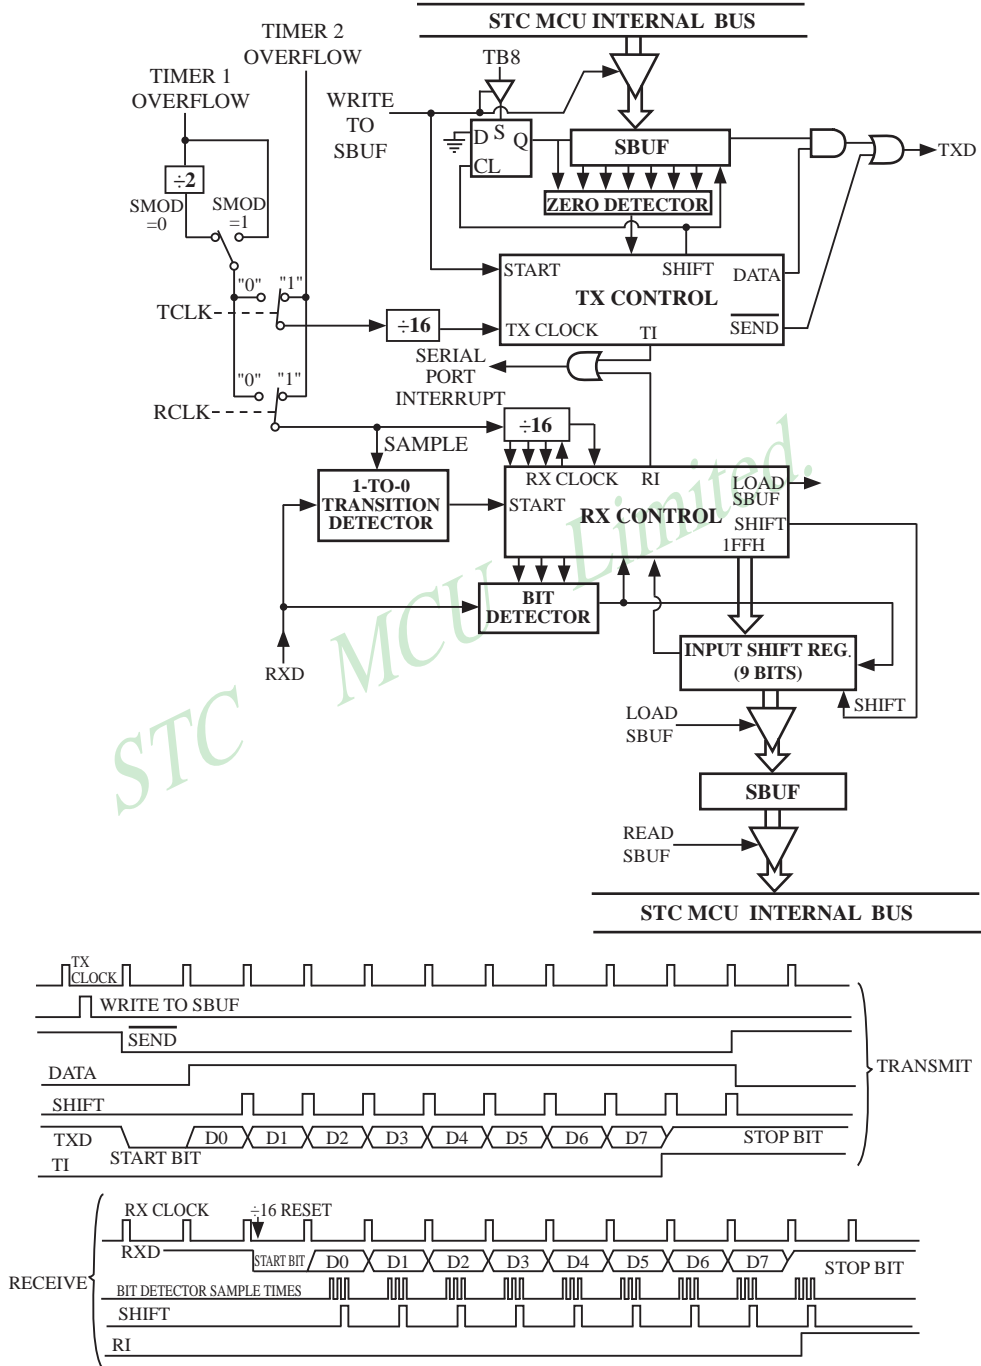 STC MCU INTERNAL BUS
TIMER 2
OVERFLOW
TIMER 1
OVERFLOW
TB8
WRITE
TO
SBUF
D S Q
CL
SBUF
TXD
÷2
SMOD
=0
SMOD
=1
ZERO DETECTOR
START
SHIFT
DATA
TX CONTROL
"0" "1"
TCLK
÷16
TX CLOCK
TI
SEND
SERIAL
PORT
INTERRUPT
"0" "1"
RCLK
÷16
SAMPLE
RX CLOCK
RI
LOAD
SBUF
1-TO-0
TRANSITION
DETECTOR
START
RX CONTROL
SHIFT
1FFH
BIT
DETECTOR
RXD
INPUT SHIFT REG.
(9 BITS)
SHIFT
LOAD
SBUF
SBUF
READ
SBUF
STC MCU INTERNAL BUS
STC MCU Limited.
TX
CLOCK
WRITE TO SBUF
SEND
DATA
TRANSMIT
SHIFT
TXD
D0 D1 D2 D3 D4 D5 D6 D7
START BIT
STOP BIT
TI
RX CLOCK
÷16 RESET
RXD
START BIT
D0 D1 D2 D3 D4 D5 D6 D7
STOP BIT
RECEIVE
BIT DETECTOR SAMPLE TIMES
SHIFT
RI